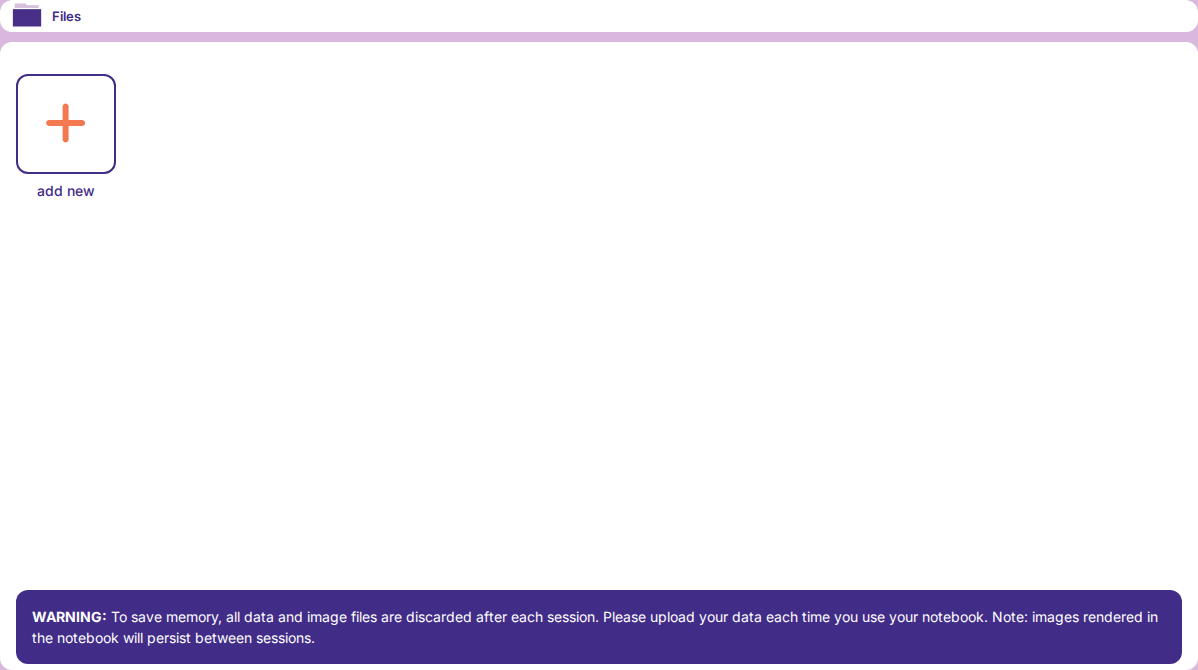 Files
add new
WARNING: To save memory, all data and image files are discarded after each session. Please upload your data each time you use your notebook. Note: images rendered in
the notebook will persist between sessions.